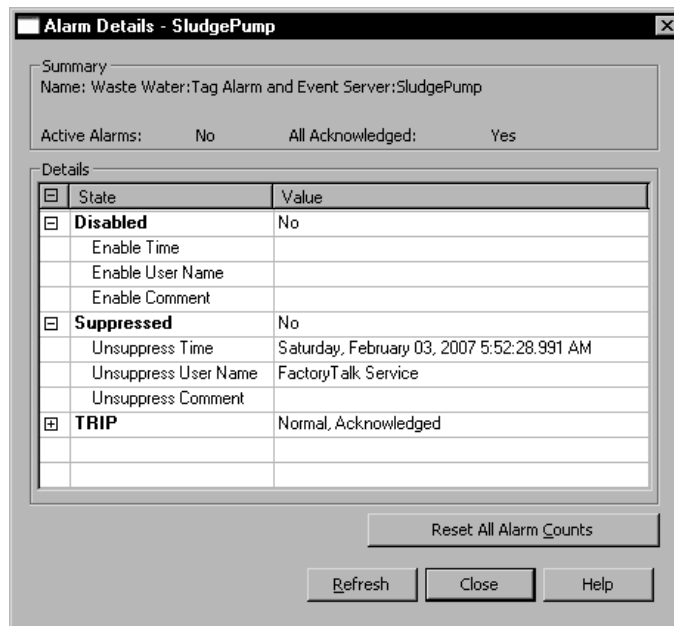 Alarm Details - SludgePump
Summary
Name: Waste Water:Tag Alarm and Event Server:SludgePump
Active Alarms: No All Acknowledged: Yes
Details
State Value
Disabled No
Enable Time
Enable User Name
Enable Comment
Suppressed No
Unsuppress Time Saturday, February 03, 2007 5:52:28.991 AM
Unsuppress User Name FactoryTalk Service
Unsuppress Comment
TRIP Normal, Acknowledged
Reset All Alarm Counts
Refresh Close Help